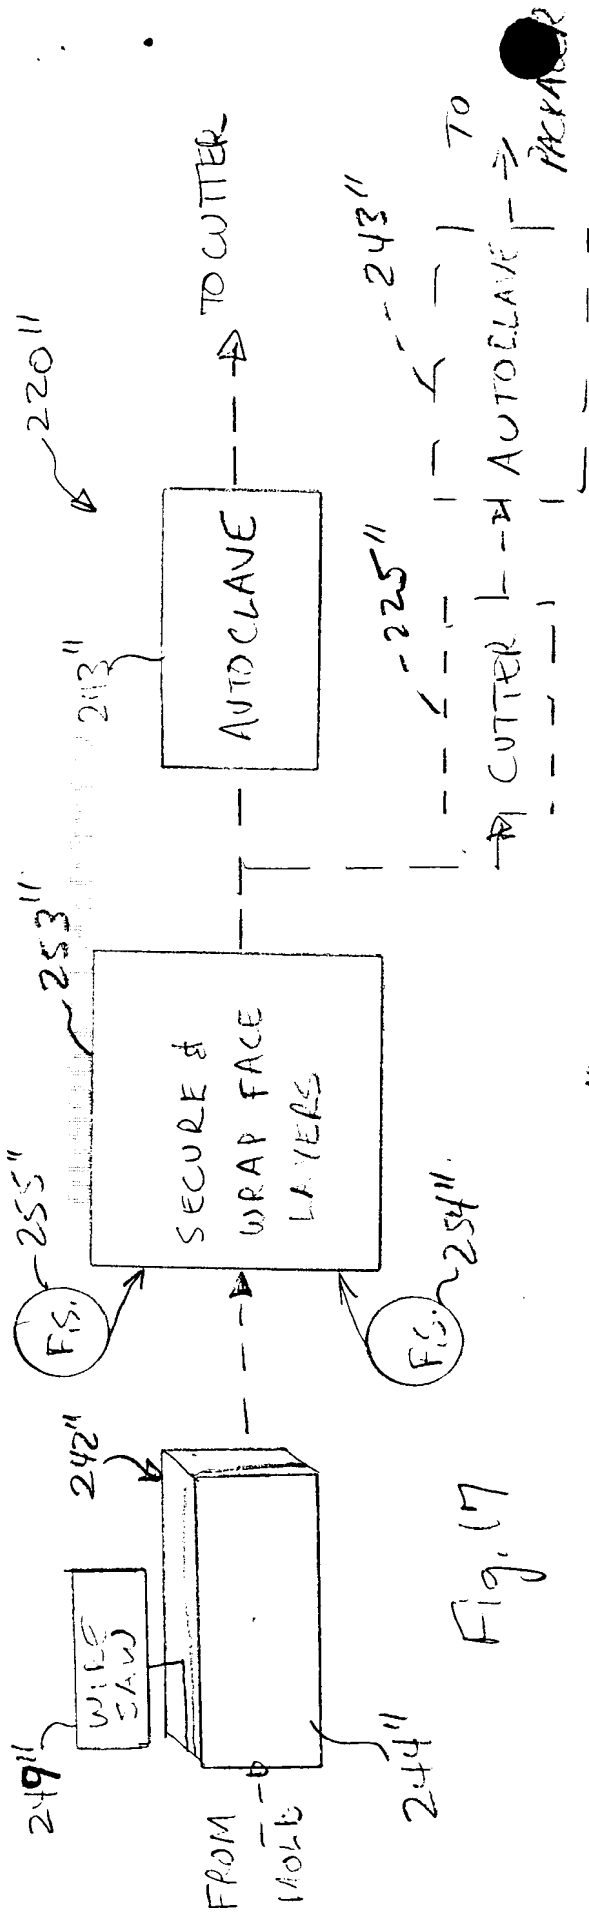 249"
WIRE
SAW
242"
FROM
MOLD
244"
F.S.
255"
253"
SECURE &
WRAP FACE
LAYERS
F.S.
254"
243"
AUTOCLAVE
220"
TO CUTTER
225"
CUTTER
243"
AUTOCLAVE
TO
PACKAGER
Fig. 17